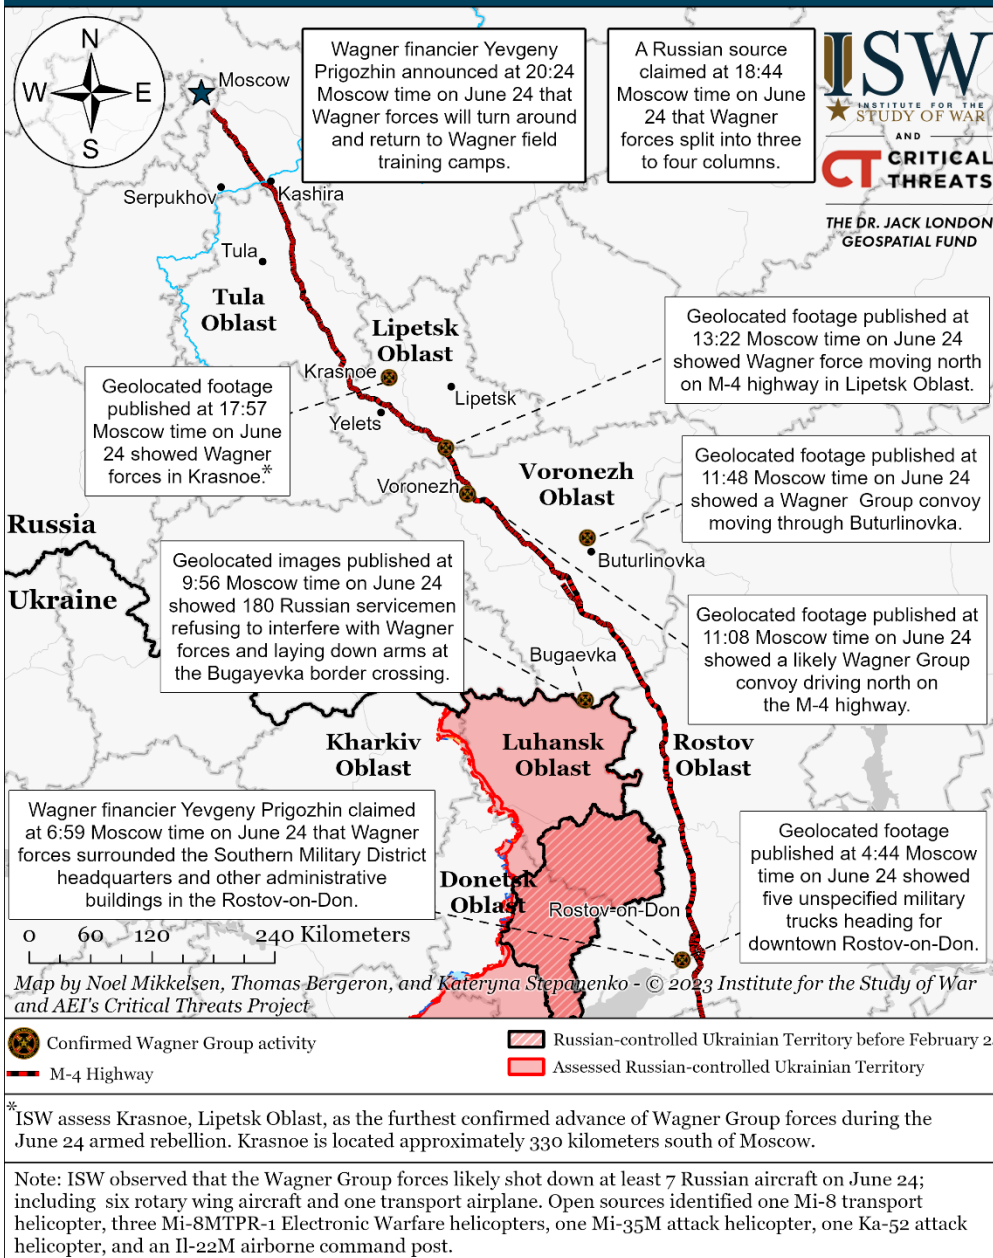 N
W
E
S
Moscow
Wagner financier Yevgeny
Prigozhin announced at 20:24
Moscow time on June 24 that
Wagner forces will turn around
and return to Wagner field
training camps.
A Russian source
claimed at 18:44
Moscow time on June
24 that Wagner
forces split into three
to four columns.
ISW
INSTITUTE FOR THE
STUDY OF WAR
AND
CT CRITICAL
THREATS
THE DR. JACK LONDON
GEOSPATIAL FUND
Serpukhov
Kashira
Tula
Tula
Oblast
Lipetsk
Oblast
Krasnoe
Lipetsk
Yelets
Geolocated footage published at
13:22 Moscow time on June 24
showed Wagner force moving north
on M-4 highway in Lipetsk Oblast.
Geolocated footage
published at 17:57
Moscow time on June
24 showed Wagner
forces in Krasnoe.*
Voronezh
Voronezh
Oblast
Geolocated footage published at
11:48 Moscow time on June 24
showed a Wagner Group convoy
moving through Buturlinovka.
Buturlinovka
Russia
Ukraine
Geolocated images published at
9:56 Moscow time on June 24
showed 180 Russian servicemen
refusing to interfere with Wagner
forces and laying down arms at
the Bugayevka border crossing.
Geolocated footage published at
11:08 Moscow time on June 24
showed a likely Wagner Group
convoy driving north on
the M-4 highway.
Bugaevka
Kharkiv
Oblast
Luhansk
Oblast
Rostov
Oblast
Wagner financier Yevgeny Prigozhin claimed
at 6:59 Moscow time on June 24 that Wagner
forces surrounded the Southern Military District
headquarters and other administrative
buildings in the Rostov-on-Don.
Donetsk
Oblast
Rostov-on-Don
Geolocated footage
published at 4:44 Moscow
time on June 24 showed
five unspecified military
trucks heading for
downtown Rostov-on-Don.
0 60 120 240 Kilometers
Map by Noel Mikkelsen, Thomas Bergeron, and Kateryna Stepanenko - © 2023 Institute for the Study of War
and AEI's Critical Threats Project
Confirmed Wagner Group activity
M-4 Highway
Russian-controlled Ukrainian Territory before February 2
Assessed Russian-controlled Ukrainian Territory
*ISW assess Krasnoe, Lipetsk Oblast, as the furthest confirmed advance of Wagner Group forces during the
June 24 armed rebellion. Krasnoe is located approximately 330 kilometers south of Moscow.
Note: ISW observed that the Wagner Group forces likely shot down at least 7 Russian aircraft on June 24;
including six rotary wing aircraft and one transport airplane. Open sources identified one Mi-8 transport
helicopter, three Mi-8MTPR-1 Electronic Warfare helicopters, one Mi-35M attack helicopter, one Ka-52 attack
helicopter, and an Il-22M airborne command post.